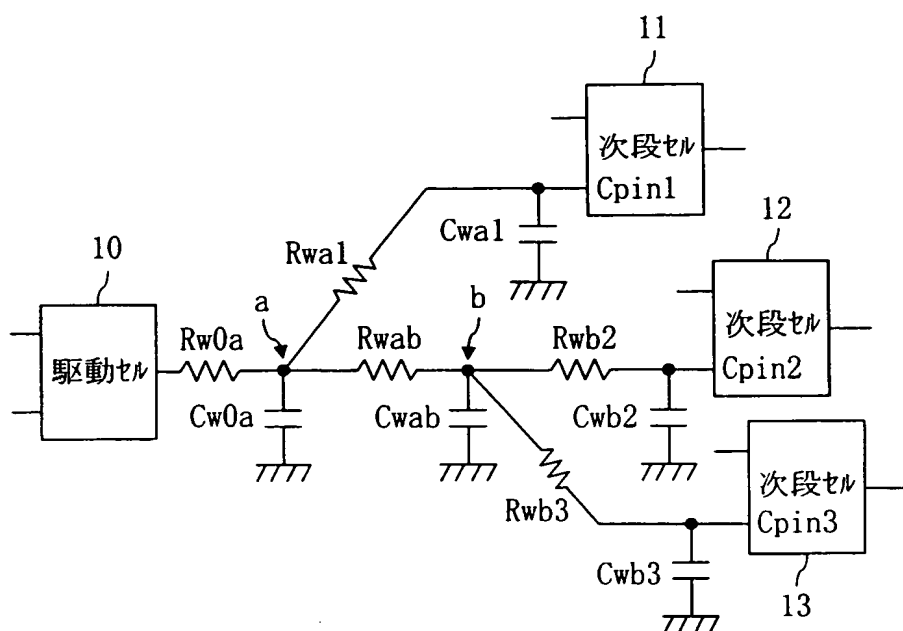 11
次段ｾﾙ
Cpin1
Cwa1
Rwa1
12
次段ｾﾙ
Cpin2
10
駆動ｾﾙ
Rw0a
a
Cw0a
Rwab
b
Cwab
Rwb2
Cwb2
Rwb3
Cwb3
次段ｾﾙ
Cpin3
13